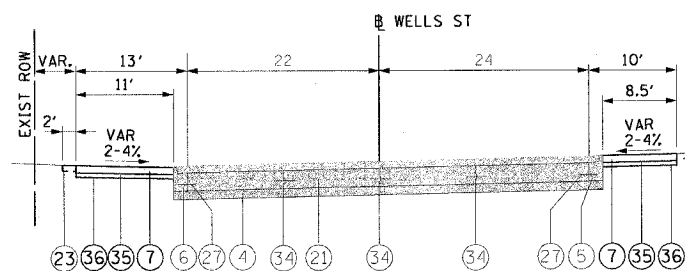 ℄ WELLS ST
EXIST ROW
VAR. 13' 22 24 10'
11' 8.5'
2' VAR 2-4% VAR 2-4%
23 36 35 7 6 27 4 34 21 34 34 27 5 7 35 36